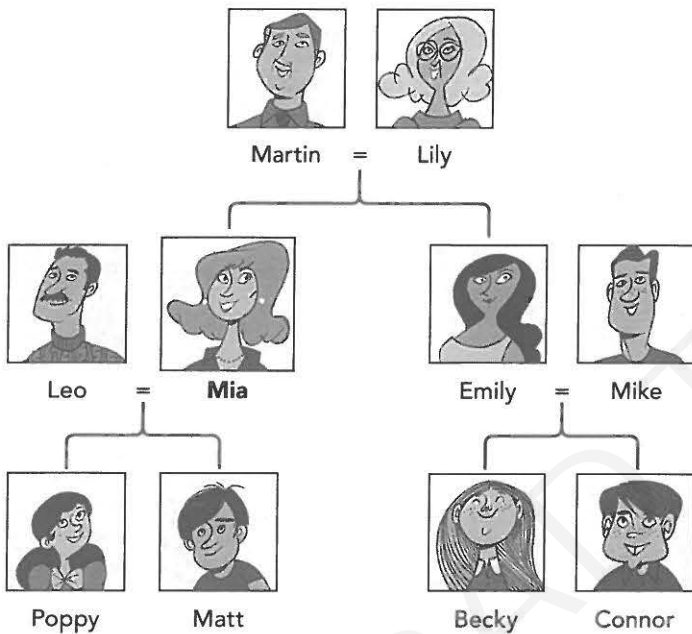 Martin = Lily
Leo = Mia Emily = Mike
Poppy Matt Becky Connor